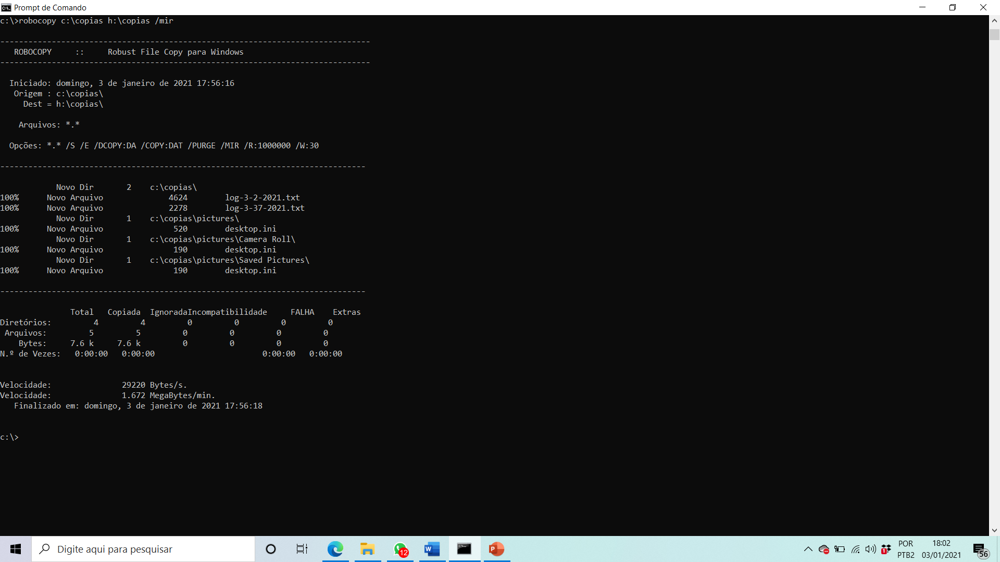 Prompt de Comando
c:\>robocopy c:\copias h:\copias /mir
-------------------------------------------------------------------------------
ROBOCOPY     ::     Robust File Copy para Windows
-------------------------------------------------------------------------------
Iniciado: domingo, 3 de janeiro de 2021 17:56:16
Origem : c:\copias\
Dest = h:\copias\
Arquivos: *.*
Opções: *.* /S /E /DCOPY:DA /COPY:DAT /PURGE /MIR /R:1000000 /W:30
------------------------------------------------------------------------------
Novo Dir       2    c:\copias\
100%      Novo Arquivo              4624        log-3-2-2021.txt
100%      Novo Arquivo              2278        log-3-37-2021.txt
Novo Dir       1    c:\copias\pictures\
100%      Novo Arquivo               520        desktop.ini
Novo Dir       1    c:\copias\pictures\Camera Roll\
100%      Novo Arquivo               190        desktop.ini
Novo Dir       1    c:\copias\pictures\Saved Pictures\
100%      Novo Arquivo               190        desktop.ini
------------------------------------------------------------------------------
Total   Copiada  IgnoradaIncompatibilidade     FALHA    Extras
Diretórios:         4         4         0         0         0         0
Arquivos:         5         5         0         0         0         0
Bytes:     7.6 k     7.6 k         0         0         0         0
N.º de Vezes:   0:00:00   0:00:00                       0:00:00   0:00:00
Velocidade:               29220 Bytes/s.
Velocidade:               1.672 MegaBytes/min.
Finalizado em: domingo, 3 de janeiro de 2021 17:56:18
c:\>
Digite aqui para pesquisar
12
W
P
1
POR
PTB2
18:02
03/01/2021
56